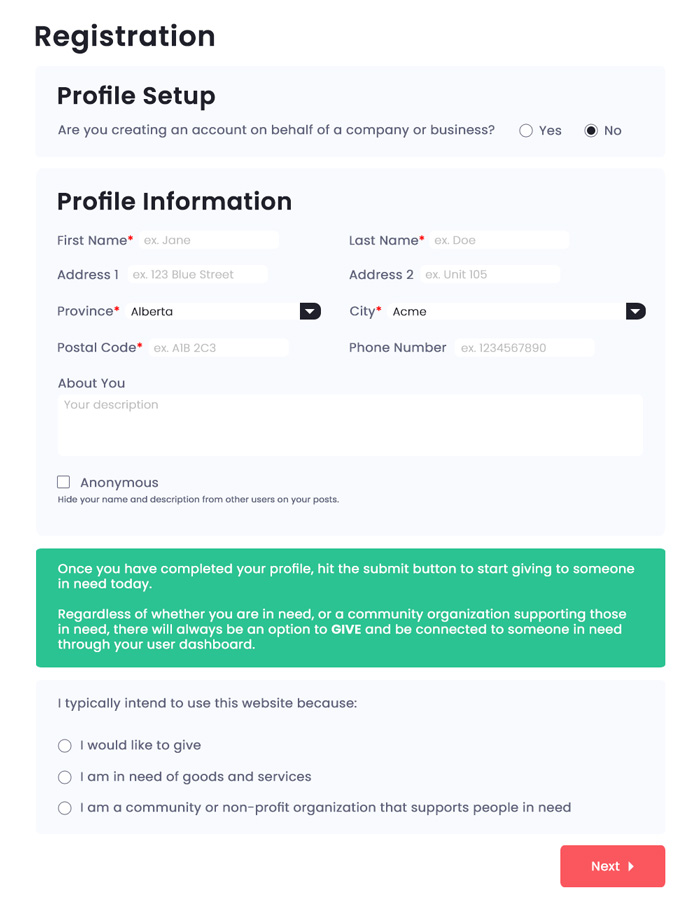 Registration
Profile Setup
Are you creating an account on behalf of a company or business? Yes No
Profile Information
First Name* ex. Jane Last Name* ex. Doe
Address 1 ex. 123 Blue Street Address 2 ex. Unit 105
Province* Alberta City* Acme
Postal Code* ex. A1B 2C3 Phone Number ex. 1234567890
About You
Your description
Anonymous
Hide your name and description from other users on your posts.
Once you have completed your profile, hit the submit button to start giving to someone
in need today.
Regardless of whether you are in need, or a community organization supporting those
in need, there will always be an option to GIVE and be connected to someone in need
through your user dashboard.
I typically intend to use this website because:
I would like to give
I am in need of goods and services
I am a community or non-profit organization that supports people in need
Next